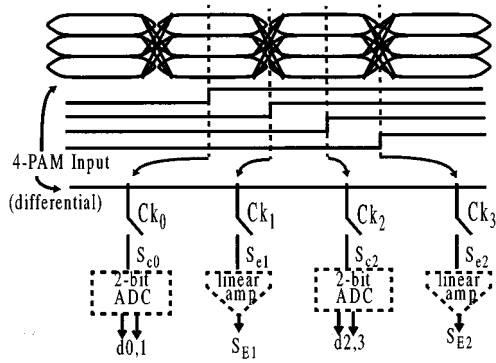 4-PAM Input
(differential)
Ck0 Ck1 Ck2 Ck3
Sc0 Se1 Sc2 Se2
2-bit ADC
linear amp
2-bit ADC
linear amp
d0,1 SE1 d2,3 SE2